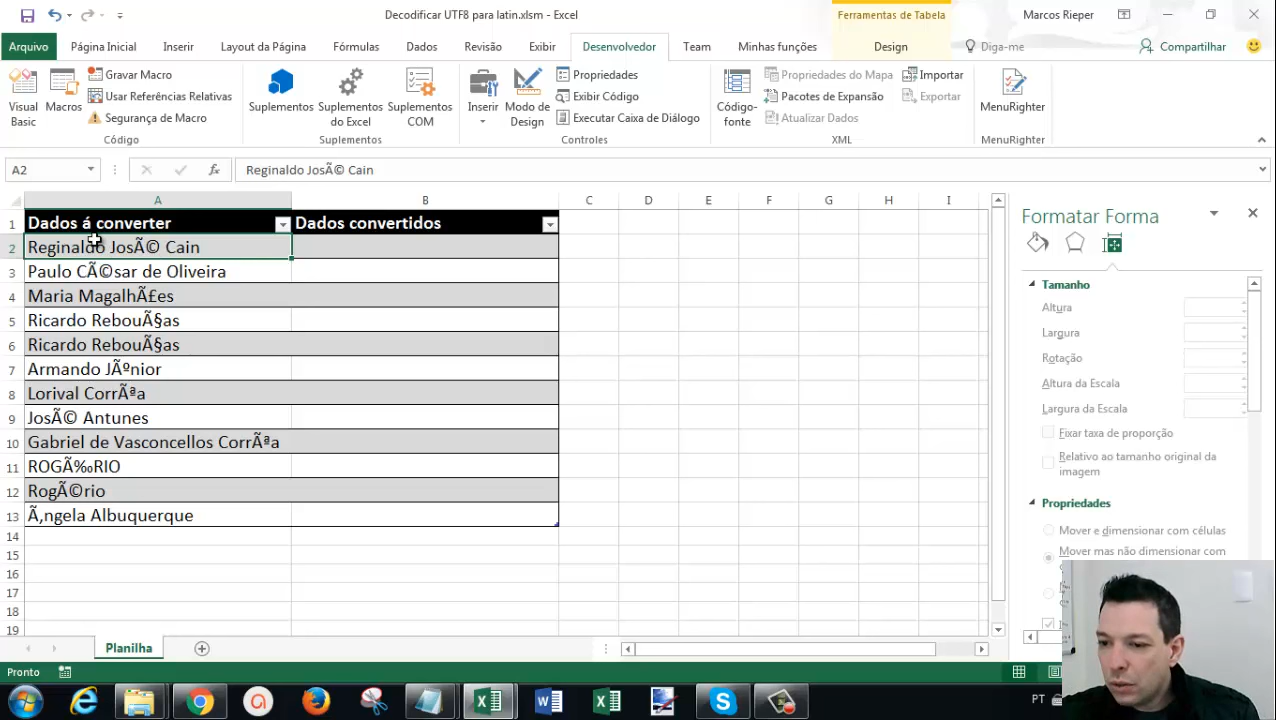 Decodificar UTF8 para latin.xlsm - Excel
Ferramentas de Tabela
Marcos Rieper
Arquivo
Página Inicial
Inserir
Layout da Página
Fórmulas
Dados
Revisão
Exibir
Desenvolvedor
Team
Minhas funções
Design
Diga-me
Compartilhar
Visual Basic
Macros
Gravar Macro
Usar Referências Relativas
Segurança de Macro
Código
Suplementos
Suplementos do Excel
Suplementos COM
Suplementos
Inserir
Modo de Design
Propriedades
Exibir Código
Executar Caixa de Diálogo
Controles
Código-fonte
Propriedades do Mapa
Pacotes de Expansão
Atualizar Dados
Importar
Exportar
XML
MenuRighter
MenuRighter
A2
fx
Reginaldo JosÃ© Cain
A B C D E F G H I
1 Dados á converter Dados convertidos
2 Reginaldo JosÃ© Cain
3 Paulo CÃ©sar de Oliveira
4 Maria MagalhÃ£es
5 Ricardo RebouÃ§as
6 Ricardo RebouÃ§as
7 Armando JÃºnior
8 Lorival CorrÃªa
9 JosÃ© Antunes
10 Gabriel de Vasconcellos CorrÃªa
11 ROGÃ‰RIO
12 RogÃ©rio
13 Ã‚ngela Albuquerque
14
15
16
17
18
19
Formatar Forma
Tamanho
Altura
Largura
Rotação
Altura da Escala
Largura da Escala
Fixar taxa de proporção
Relativo ao tamanho original da imagem
Propriedades
Mover e dimensionar com células
Mover mas não dimensionar com
Planilha
Pronto
PT